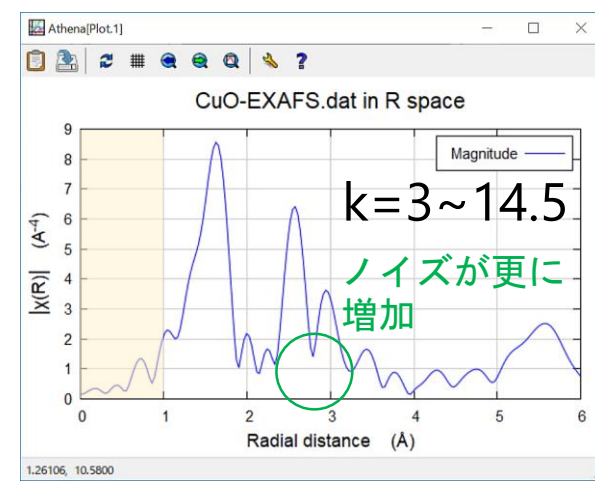 Athena[Plot.1]
CuO-EXAFS.dat in R space
Magnitude
k=3~14.5
ノイズが更に
増加
|χ(R)| (Å⁻⁴)
9
8
7
6
5
4
3
2
1
0
0 1 2 3 4 5 6
Radial distance (Å)
1.26106, 10.5800